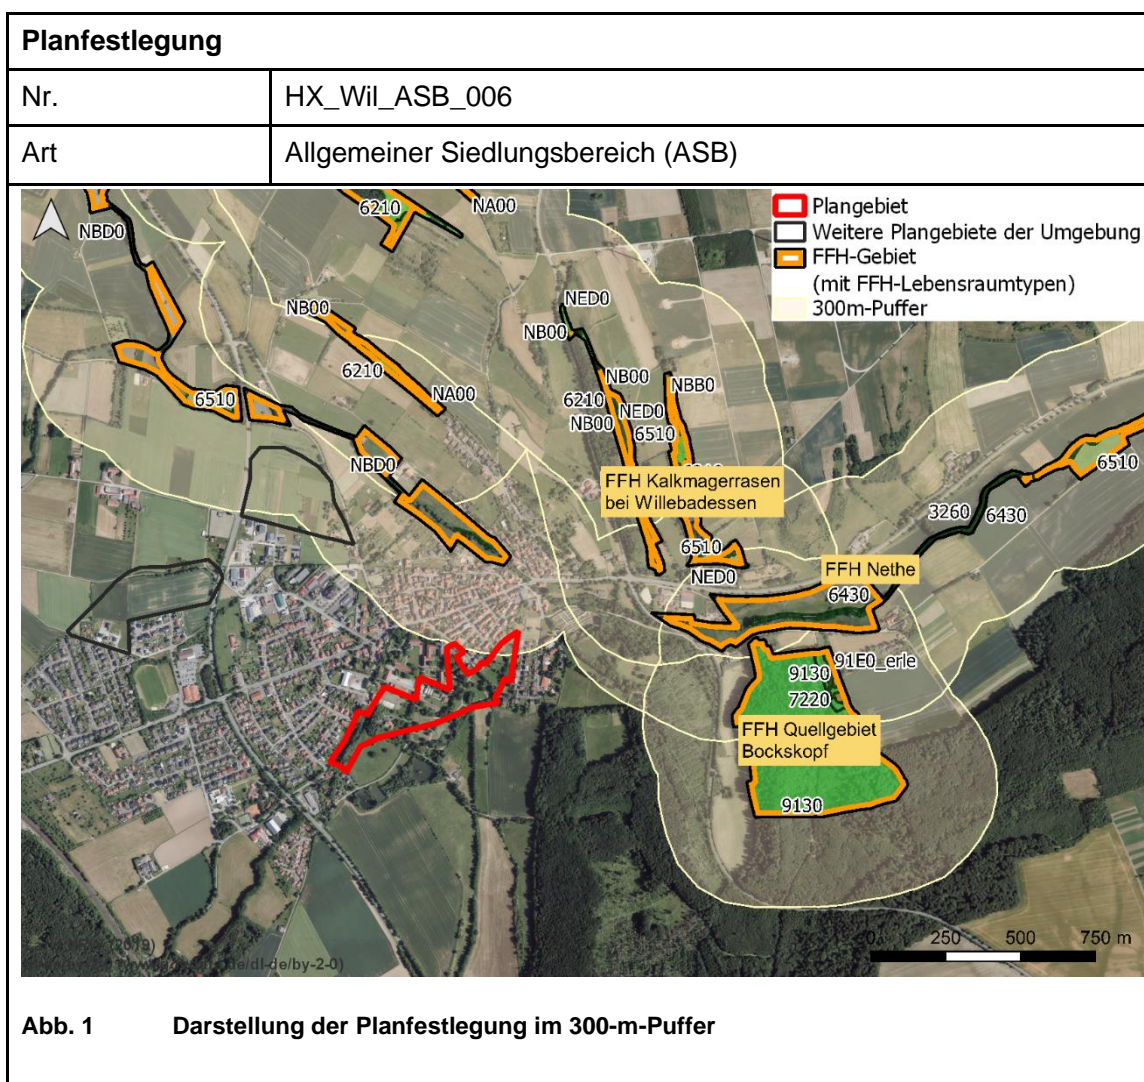 Planfestlegung
Nr. HX_Wil_ASB_006
Art Allgemeiner Siedlungsbereich (ASB)
Plangebiet
Weitere Plangebiete der Umgebung
FFH-Gebiet
(mit FFH-Lebensraumtypen)
300m-Puffer
NBD0
6210
NA00
NED0
NB00
NB00
6210
NA00
6510
NB00
NBB0
6210
NED0
NB00
6510
NBD0
FFH Kalkmagerrasen
bei Willebadessen
6510
3260
6430
6510
NED0
FFH Nethe
6430
91E0_erle
9130
7220
FFH Quellgebiet
Bockskopf
9130
0 250 500 750 m
Abb. 1 Darstellung der Planfestlegung im 300-m-Puffer